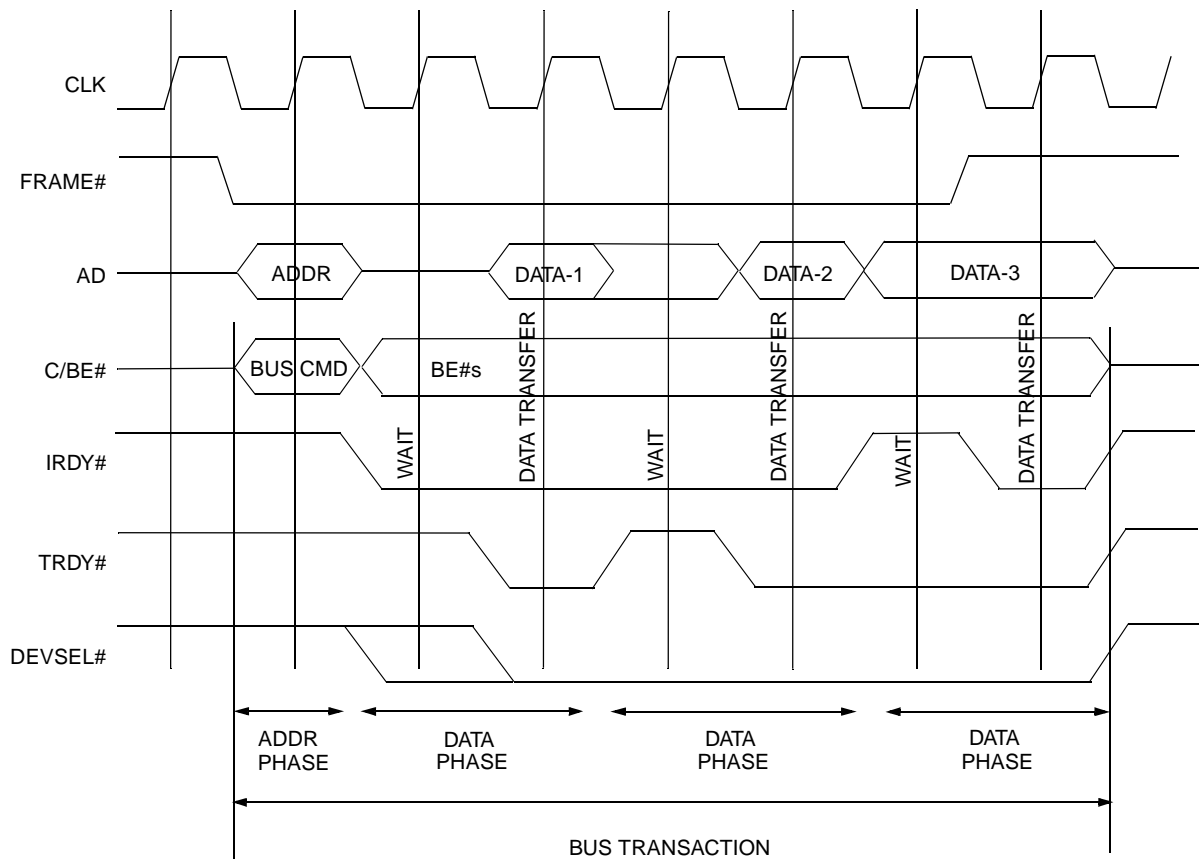 CLK
FRAME#
AD
ADDR
DATA-1
DATA-2
DATA-3
C/BE#
BUS CMD
BE#s
IRDY#
WAIT
DATA TRANSFER
WAIT
DATA TRANSFER
WAIT
DATA TRANSFER
TRDY#
DEVSEL#
ADDR
PHASE
DATA
PHASE
DATA
PHASE
DATA
PHASE
BUS TRANSACTION